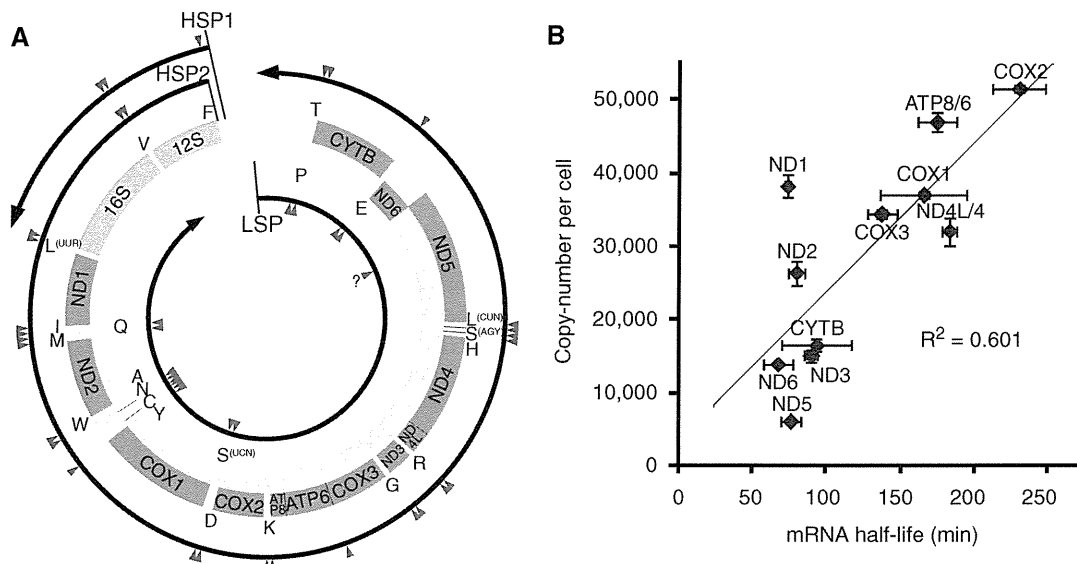 A
HSP1
HSP2
F
12S
V
16S
L(UUR)
ND1
I
M
ND2
W
Q
A
N
C
Y
COX1
D
COX2
K
ATP8
ATP6
COX3
G
ND3
ND4L
R
ND4
H
S(AGY)
L(CUN)
ND5
ND6
E
CYTB
T
P
LSP
?
S(UCN)
B
Copy-number per cell
50,000
40,000
30,000
20,000
10,000
0
COX2
ATP8/6
ND1
COX1
ND4L/4
COX3
ND2
CYTB
R2 = 0.601
ND6
ND3
ND5
0 50 100 150 200 250
mRNA half-life (min)